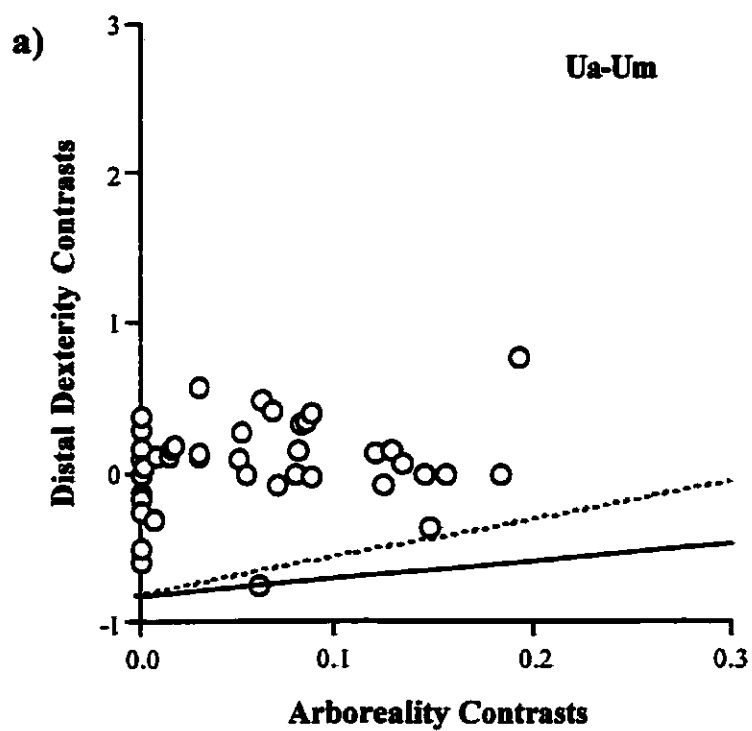 a)
Ua-Um
3
2
1
0
-1
Distal Dexterity Contrasts
0.0 0.1 0.2 0.3
Arboreality Contrasts